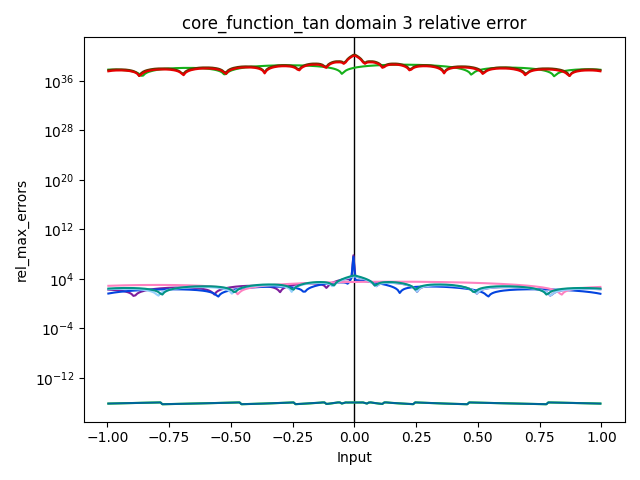 core_function_tan domain 3 relative error
rel_max_errors
10^36
10^28
10^20
10^12
10^4
10^−4
10^−12
−1.00 −0.75 −0.50 −0.25 0.00 0.25 0.50 0.75 1.00
Input